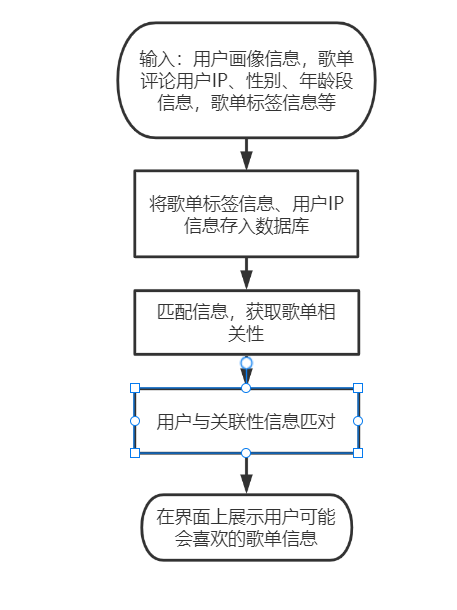 输入：用户画像信息，歌单
评论用户IP、性别、年龄段
信息，歌单标签信息等
将歌单标签信息、用户IP
信息存入数据库
匹配信息，获取歌单相
关性
用户与关联性信息匹对
在界面上展示用户可能
会喜欢的歌单信息